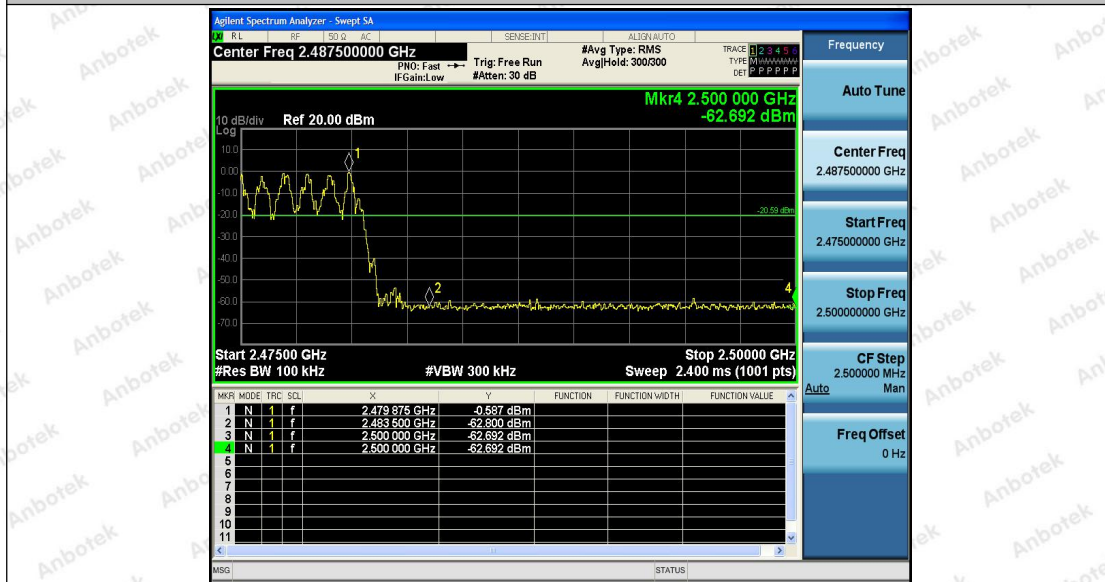 Agilent Spectrum Analyzer - Swept SA
RL RF 50 Ω AC SENSE:INT ALIGNAUTO
Center Freq 2.487500000 GHz
PNO: Fast Trig: Free Run
IFGain:Low #Atten: 30 dB
#Avg Type: RMS
Avg|Hold: 300/300
TRACE 1 2 3 4 5 6
TYPE M
DET P P P P P P
Mkr4 2.500 000 GHz
-62.692 dBm
10 dB/div Ref 20.00 dBm
Log
10.0
0.00
-10.0
-20.0
-30.0
-40.0
-50.0
-60.0
-70.0
1
2
4
-20.59 dBm
Start 2.47500 GHz Stop 2.50000 GHz
#Res BW 100 kHz #VBW 300 kHz Sweep 2.400 ms (1001 pts)
MKR MODE TRC SCL X Y FUNCTION FUNCTION WIDTH FUNCTION VALUE
1 N 1 f 2.479 875 GHz -0.587 dBm
2 N 1 f 2.483 500 GHz -62.800 dBm
3 N 1 f 2.500 000 GHz -62.692 dBm
4 N 1 f 2.500 000 GHz -62.692 dBm
5
6
7
8
9
10
11
MSG STATUS
Frequency
Auto Tune
Center Freq
2.487500000 GHz
Start Freq
2.475000000 GHz
Stop Freq
2.500000000 GHz
CF Step
2.500000 MHz
Auto Man
Freq Offset
0 Hz
Anbotek